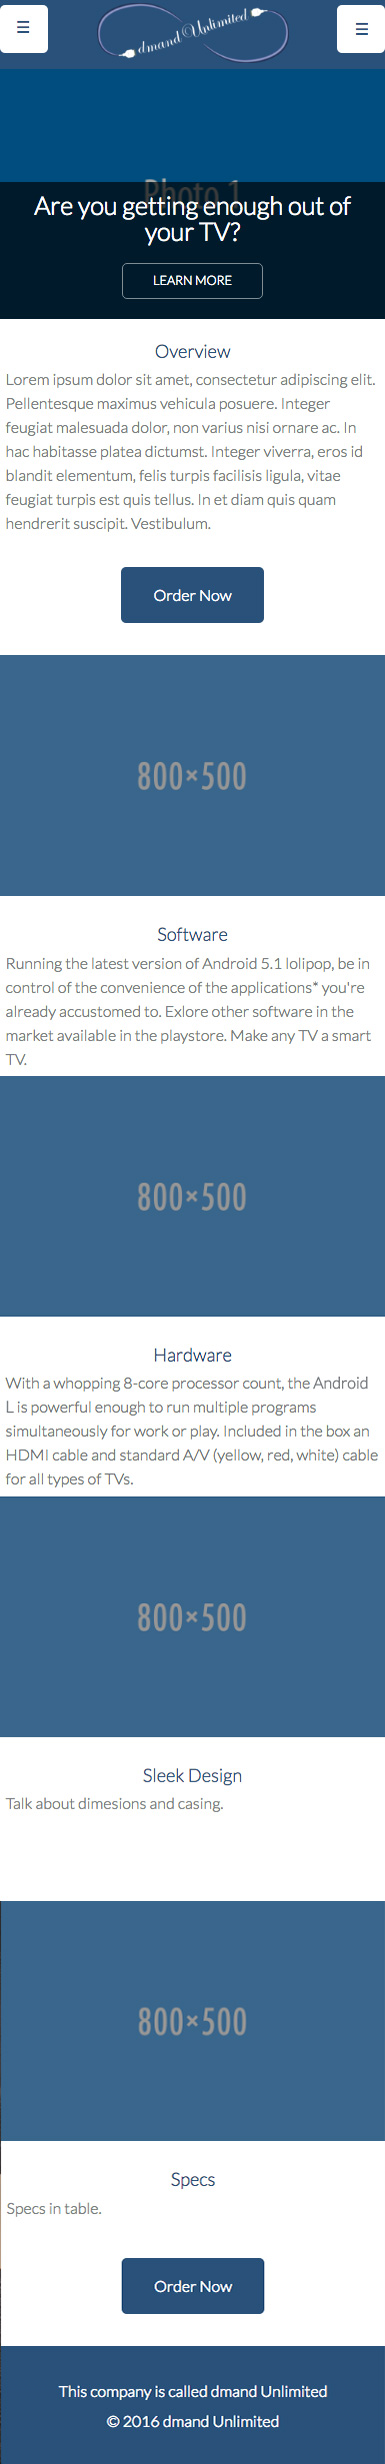 ☰
dmand Unlimited
☰
Photo 1
Are you getting enough out of
your TV?
LEARN MORE
Overview
Lorem ipsum dolor sit amet, consectetur adipiscing elit.
Pellentesque maximus vehicula posuere. Integer
feugiat malesuada dolor, non varius nisi ornare ac. In
hac habitasse platea dictumst. Integer viverra, eros id
blandit elementum, felis turpis facilisis ligula, vitae
feugiat turpis est quis tellus. In et diam quis quam
hendrerit suscipit. Vestibulum.
Order Now
800×500
Software
Running the latest version of Android 5.1 lolipop, be in
control of the convenience of the applications* you're
already accustomed to. Exlore other software in the
market available in the playstore. Make any TV a smart
TV.
800×500
Hardware
With a whopping 8-core processor count, the Android
L is powerful enough to run multiple programs
simultaneously for work or play. Included in the box an
HDMI cable and standard A/V (yellow, red, white) cable
for all types of TVs.
800×500
Sleek Design
Talk about dimesions and casing.
800×500
Specs
Specs in table.
Order Now
This company is called dmand Unlimited
© 2016 dmand Unlimited